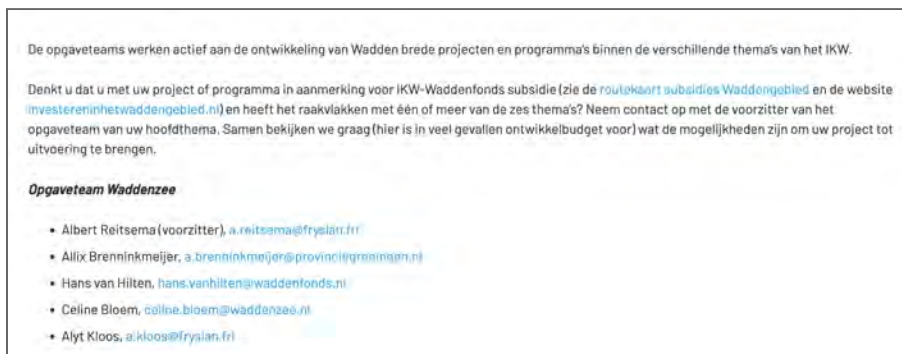 De opgaveteams werken actief aan de ontwikkeling van Wadden brede projecten en programma's binnen de verschillende thema's van het IKW.
Denkt u dat u met uw project of programma in aanmerking voor IKW-Waddenfonds subsidie (zie de routekaart subsidies Waddengebied en de website
investereninhetwaddengebied.nl) en heeft het raakvlakken met één of meer van de zes thema's? Neem contact op met de voorzitter van het
opgaveteam van uw hoofdthema. Samen bekijken we graag (hier is in veel gevallen ontwikkelbudget voor) wat de mogelijkheden zijn om uw project tot
uitvoering te brengen.
Opgaveteam Waddenzee
• Albert Reitsema (voorzitter), a.reitsema@fryslan.frl
• Allix Brenninkmeijer, a.brenninkmeijer@provinciegroningen.nl
• Hans van Hilten, hans.vanhilten@waddenfonds.nl
• Celine Bloem, celine.bloem@waddenzee.nl
• Alyt Kloos, a.kloos@fryslan.frl